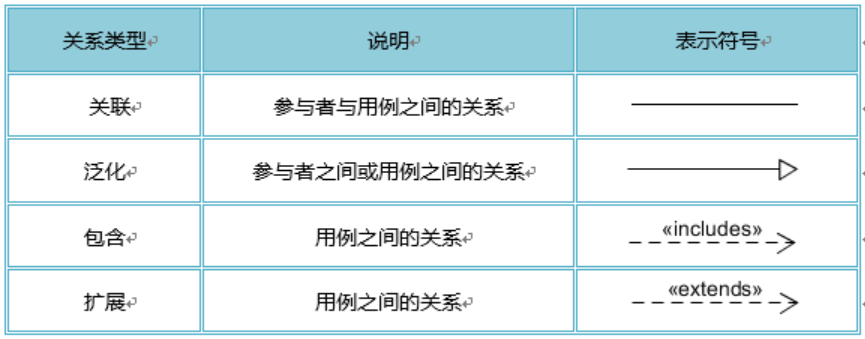 关系类型 说明 表示符号
关联 参与者与用例之间的关系
泛化 参与者之间或用例之间的关系
包含 用例之间的关系 «includes»
扩展 用例之间的关系 «extends»